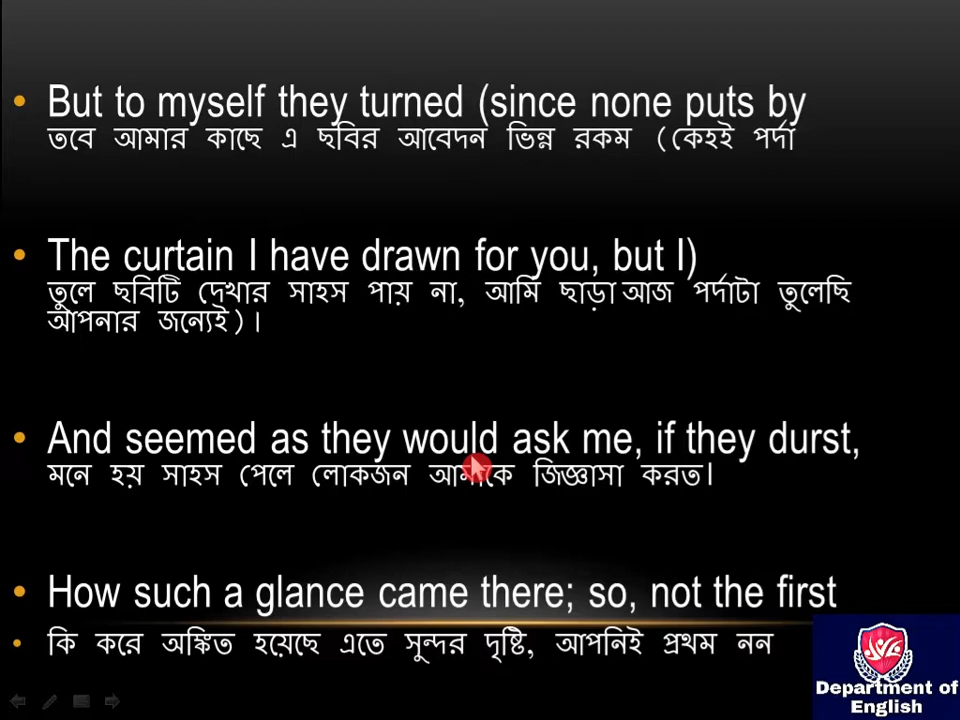 But to myself they turned (since none puts by
তবে আমার কাছে এ ছবির আবেদন ভিন্ন রকম (কেহই পর্দা
The curtain I have drawn for you, but I)
তুলে ছবিটি দেখার সাহস পায় না, আমি ছাড়া আজ পর্দাটা তুলেছি
আপনার জন্যেই)।
And seemed as they would ask me, if they durst,
মনে হয় সাহস পেলে লোকজন আমাকে জিজ্ঞাসা করত।
How such a glance came there; so, not the first
কি করে অঙ্কিত হয়েছে এতে সুন্দর দৃষ্টি, আপনিই প্রথম নন
Department of
English